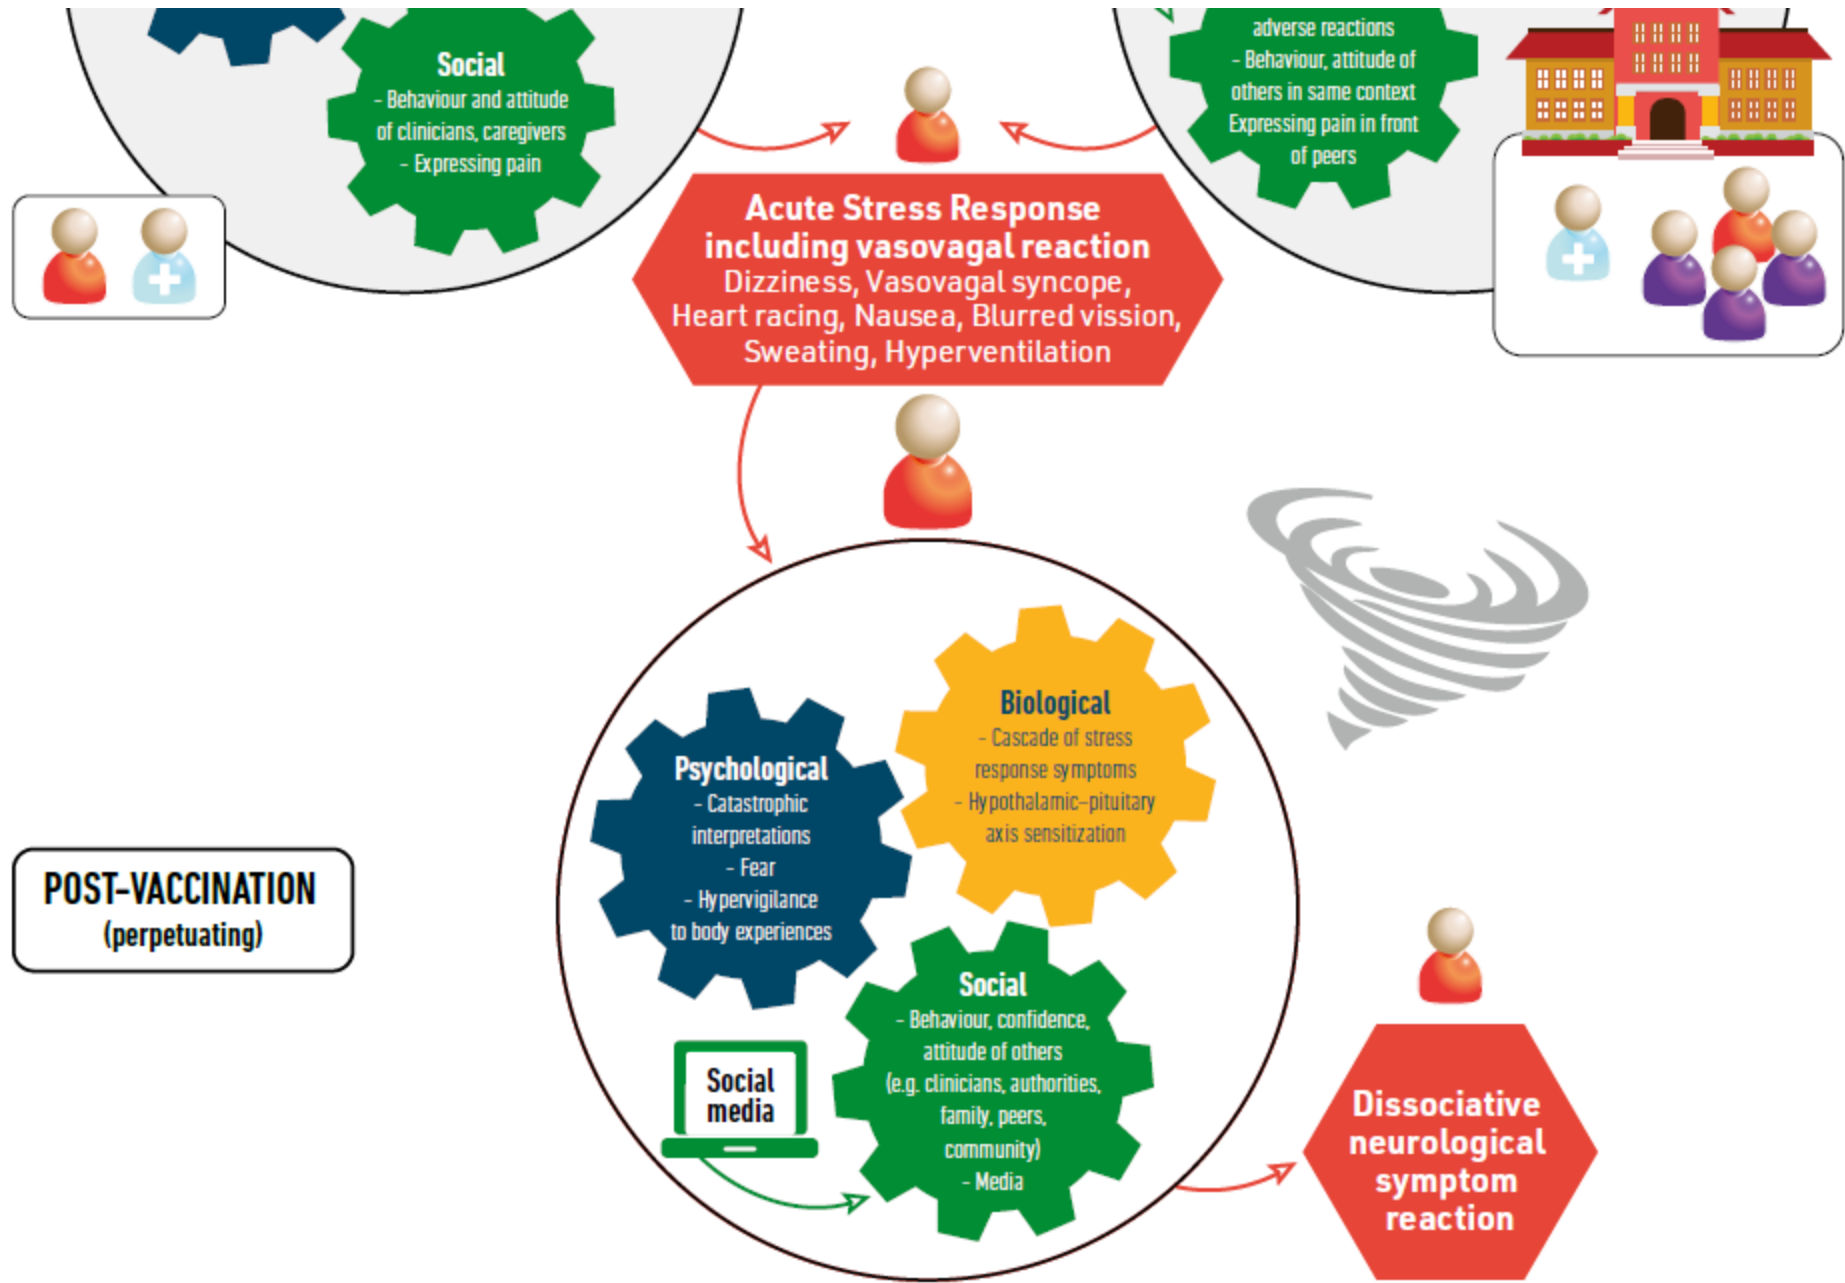 Social
- Behaviour and attitude
of clinicians, caregivers
- Expressing pain
adverse reactions
- Behaviour, attitude of
others in same context
Expressing pain in front
of peers
Acute Stress Response
including vasovagal reaction
Dizziness, Vasovagal syncope,
Heart racing, Nausea, Blurred vission,
Sweating, Hyperventilation
POST-VACCINATION
(perpetuating)
Psychological
- Catastrophic
interpretations
- Fear
- Hypervigilance
to body experiences
Biological
- Cascade of stress
response symptoms
- Hypothalamic-pituitary
axis sensitization
Social
- Behaviour, confidence,
attitude of others
(e.g. clinicians, authorities,
family, peers,
community)
- Media
Social
media
Dissociative
neurological
symptom
reaction